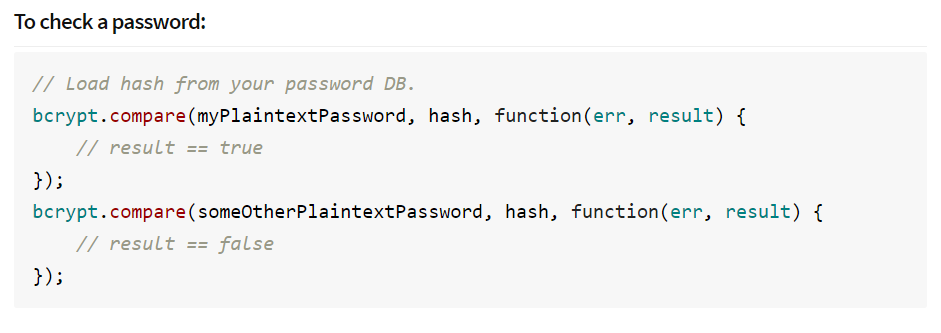 To check a password:
// Load hash from your password DB.
bcrypt.compare(myPlaintextPassword, hash, function(err, result) {
    // result == true
});
bcrypt.compare(someOtherPlaintextPassword, hash, function(err, result) {
    // result == false
});